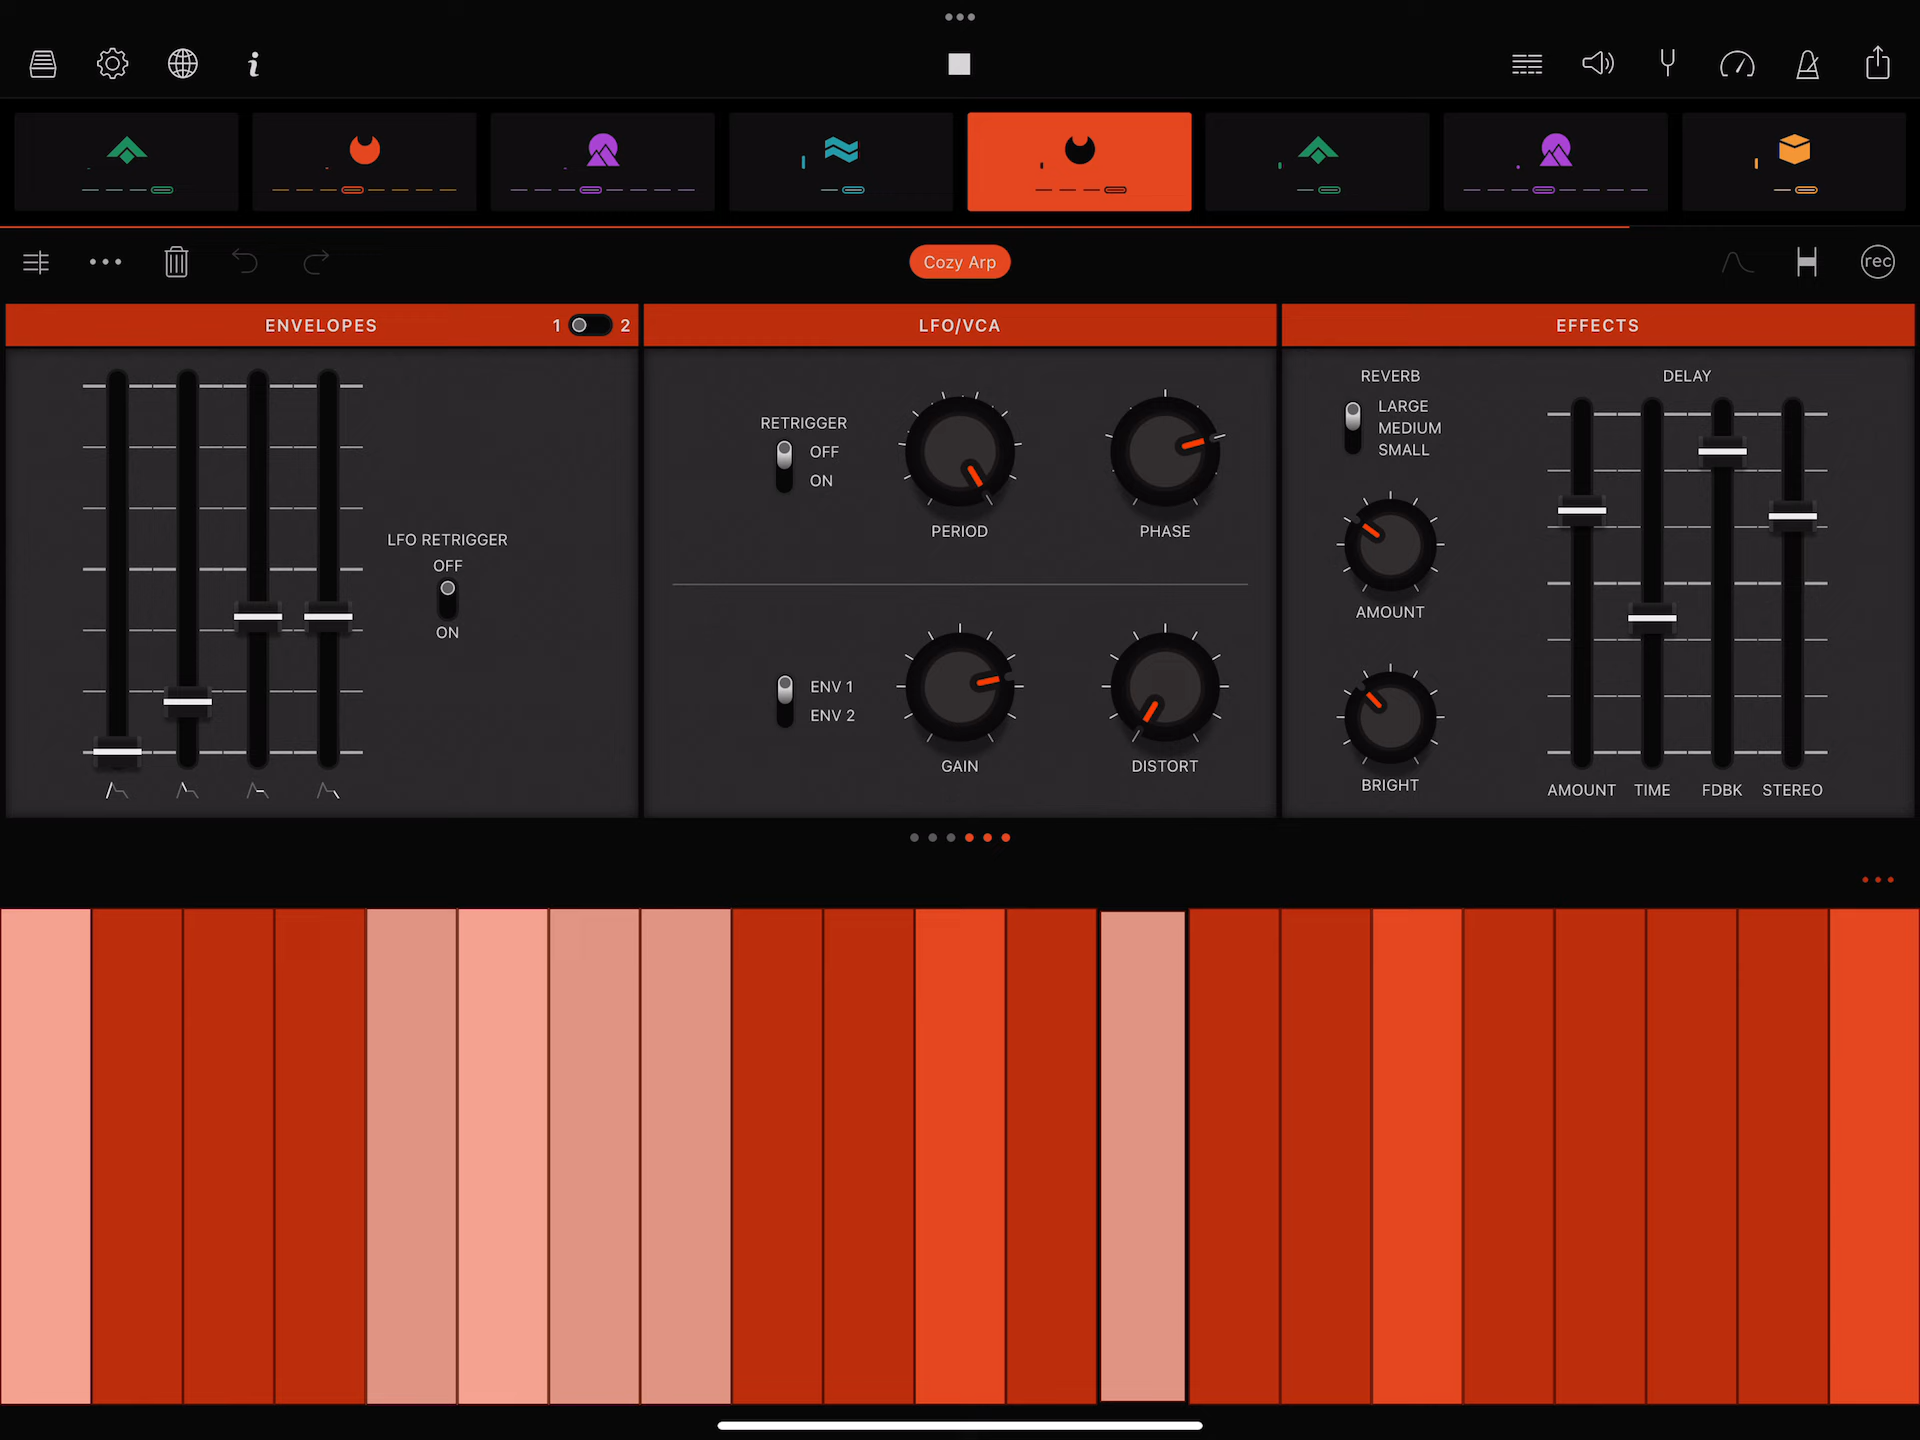 Cozy Arp
rec
ENVELOPES
1
2
LFO/VCA
EFFECTS
LFO RETRIGGER
OFF
ON
RETRIGGER
OFF
ON
PERIOD
PHASE
ENV 1
ENV 2
GAIN
DISTORT
REVERB
LARGE
MEDIUM
SMALL
AMOUNT
BRIGHT
DELAY
AMOUNT TIME FDBK STEREO